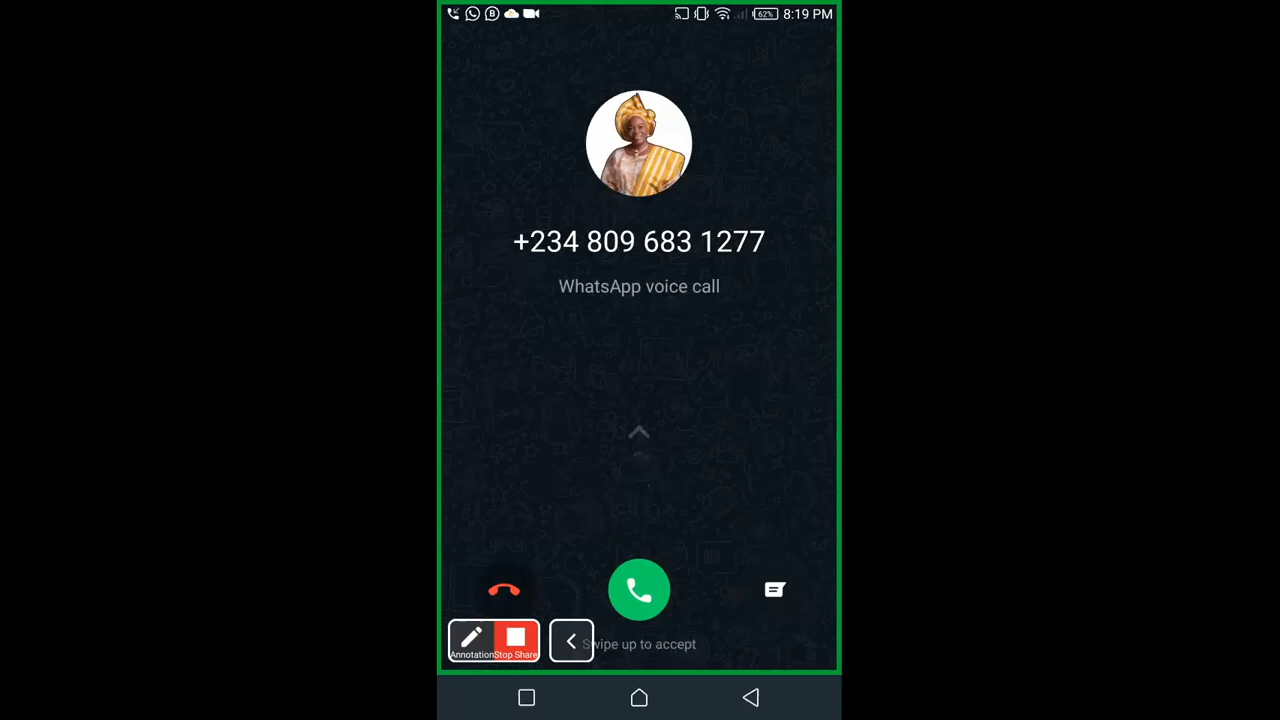 62% 8:19 PM
+234 809 683 1277
WhatsApp voice call
Swipe up to accept
Annotation Stop Share